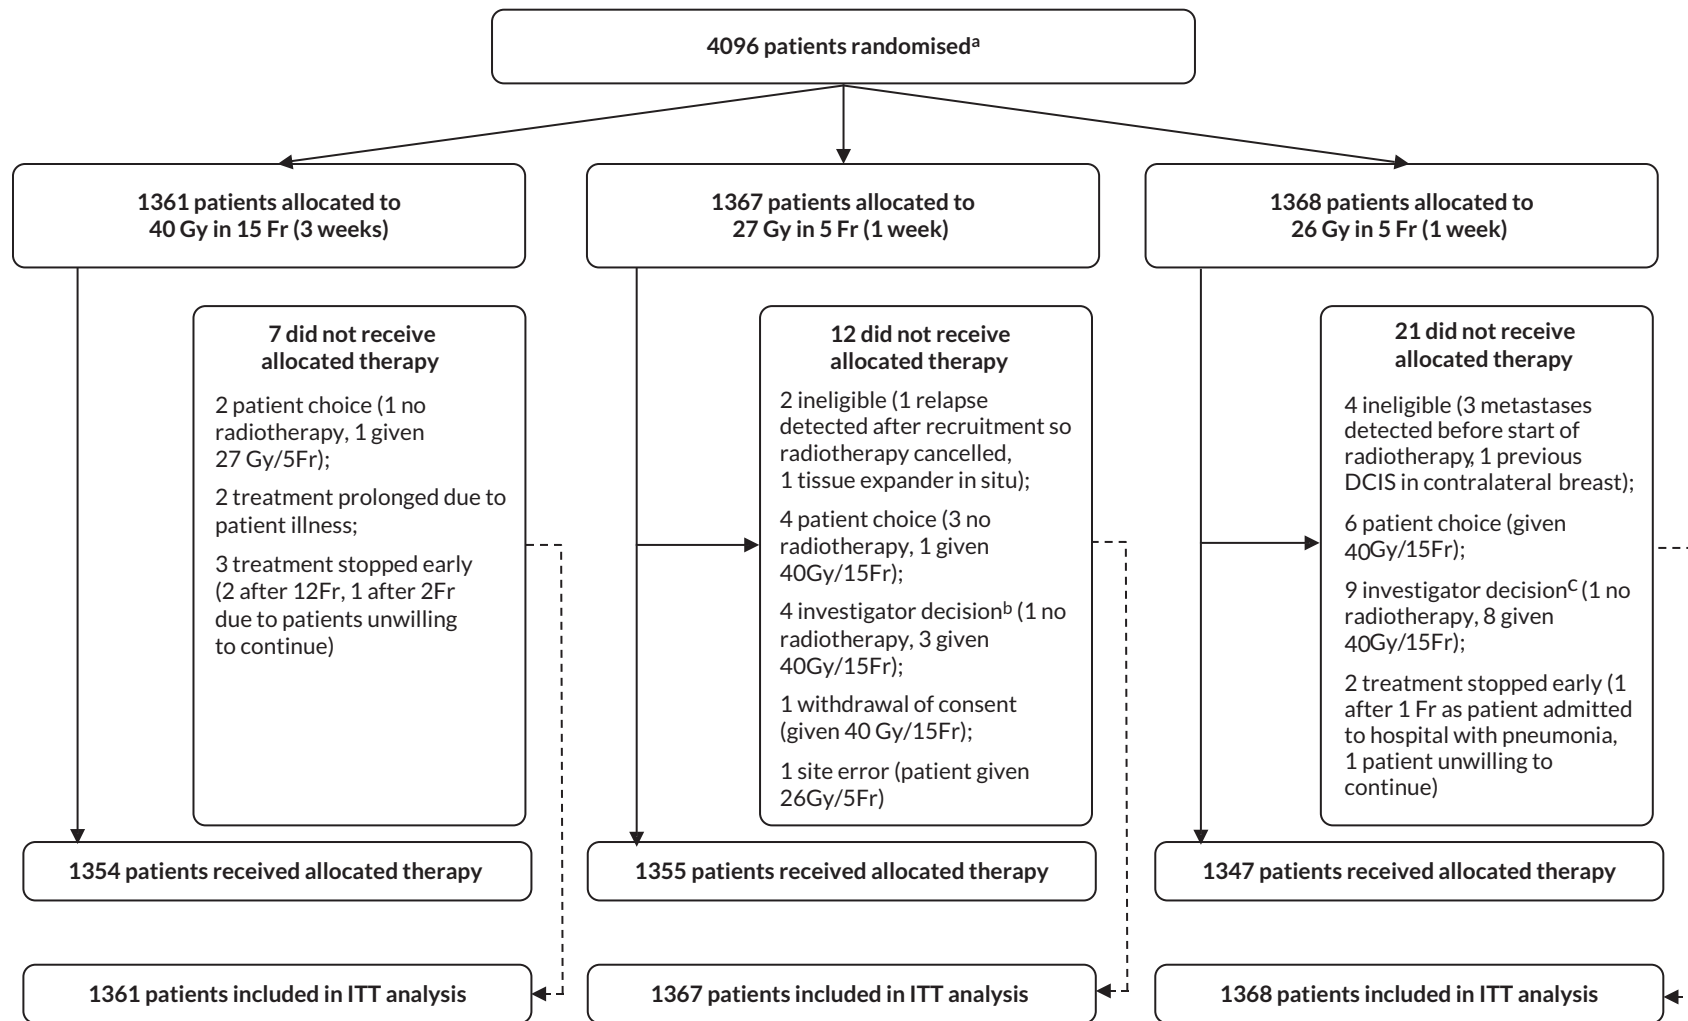 4096 patients randomisedᵃ
1361 patients allocated to
40 Gy in 15 Fr (3 weeks)
1367 patients allocated to
27 Gy in 5 Fr (1 week)
1368 patients allocated to
26 Gy in 5 Fr (1 week)
7 did not receive
allocated therapy
2 patient choice (1 no
radiotherapy, 1 given
27 Gy/5Fr);
2 treatment prolonged due to
patient illness;
3 treatment stopped early
(2 after 12Fr, 1 after 2Fr
due to patients unwilling
to continue)
12 did not receive
allocated therapy
2 ineligible (1 relapse
detected after recruitment so
radiotherapy cancelled,
1 tissue expander in situ);
4 patient choice (3 no
radiotherapy, 1 given
40Gy/15Fr);
4 investigator decisionᵇ (1 no
radiotherapy, 3 given
40Gy/15Fr);
1 withdrawal of consent
(given 40 Gy/15Fr);
1 site error (patient given
26Gy/5Fr)
21 did not receive
allocated therapy
4 ineligible (3 metastases
detected before start of
radiotherapy, 1 previous
DCIS in contralateral breast);
6 patient choice (given
40Gy/15Fr);
9 investigator decisionᶜ (1 no
radiotherapy, 8 given
40Gy/15Fr);
2 treatment stopped early (1
after 1 Fr as patient admitted
to hospital with pneumonia,
1 patient unwilling to
continue)
1354 patients received allocated therapy
1355 patients received allocated therapy
1347 patients received allocated therapy
1361 patients included in ITT analysis
1367 patients included in ITT analysis
1368 patients included in ITT analysis